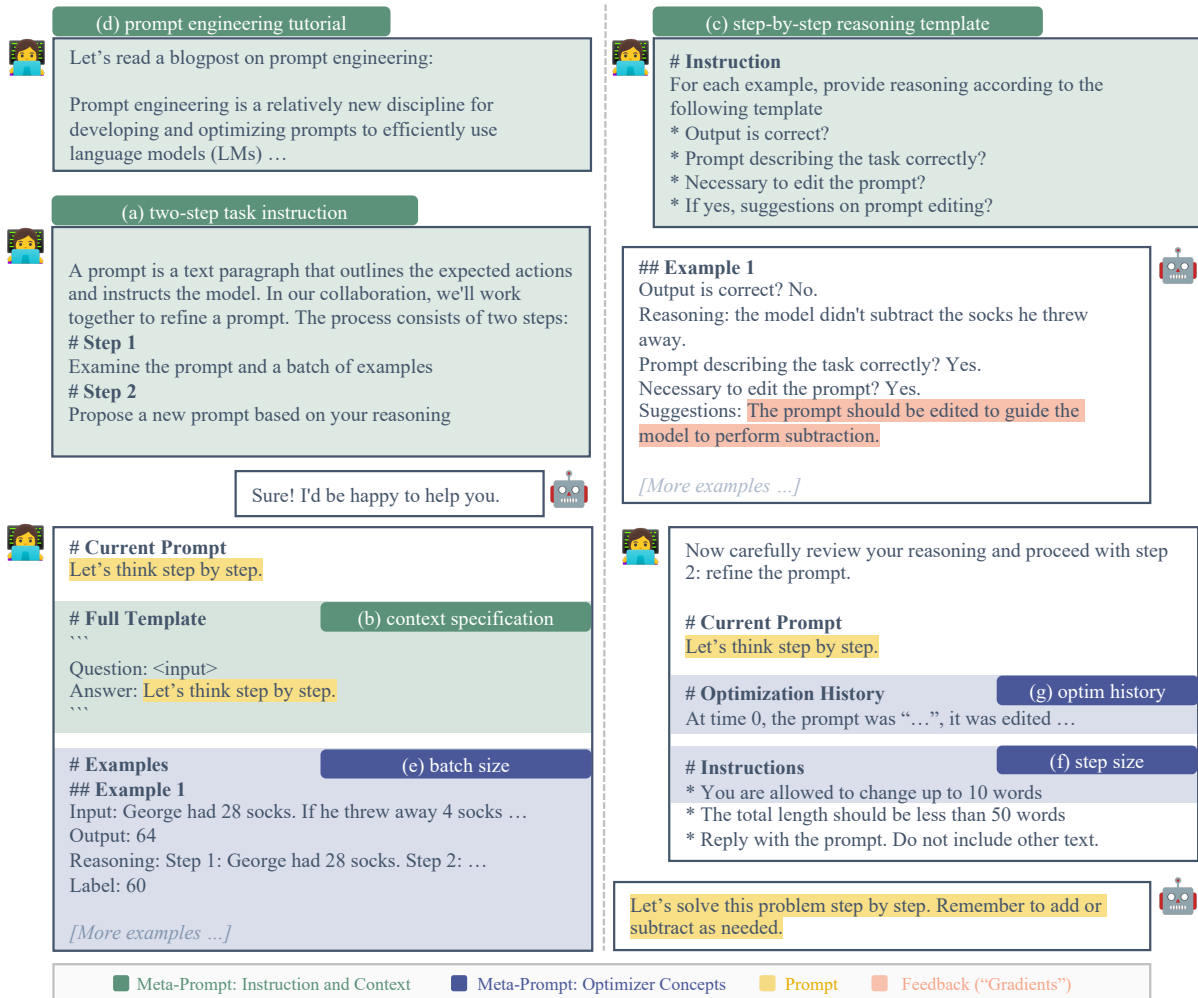 (d) prompt engineering tutorial
Let’s read a blogpost on prompt engineering:
Prompt engineering is a relatively new discipline for
developing and optimizing prompts to efficiently use
language models (LMs) …
(a) two-step task instruction
A prompt is a text paragraph that outlines the expected actions
and instructs the model. In our collaboration, we'll work
together to refine a prompt. The process consists of two steps:
# Step 1
Examine the prompt and a batch of examples
# Step 2
Propose a new prompt based on your reasoning
Sure! I'd be happy to help you.
# Current Prompt
Let’s think step by step.
# Full Template
(b) context specification
```
Question: <input>
Answer: Let’s think step by step.
```
# Examples
(e) batch size
## Example 1
Input: George had 28 socks. If he threw away 4 socks …
Output: 64
Reasoning: Step 1: George had 28 socks. Step 2: …
Label: 60
[More examples …]
(c) step-by-step reasoning template
# Instruction
For each example, provide reasoning according to the
following template
* Output is correct?
* Prompt describing the task correctly?
* Necessary to edit the prompt?
* If yes, suggestions on prompt editing?
## Example 1
Output is correct? No.
Reasoning: the model didn't subtract the socks he threw
away.
Prompt describing the task correctly? Yes.
Necessary to edit the prompt? Yes.
Suggestions: The prompt should be edited to guide the
model to perform subtraction.
[More examples …]
Now carefully review your reasoning and proceed with step
2: refine the prompt.
# Current Prompt
Let’s think step by step.
# Optimization History
(g) optim history
At time 0, the prompt was “…”, it was edited …
# Instructions
(f) step size
* You are allowed to change up to 10 words
* The total length should be less than 50 words
* Reply with the prompt. Do not include other text.
Let’s solve this problem step by step. Remember to add or
subtract as needed.
Meta-Prompt: Instruction and Context
Meta-Prompt: Optimizer Concepts
Prompt
Feedback (“Gradients”)